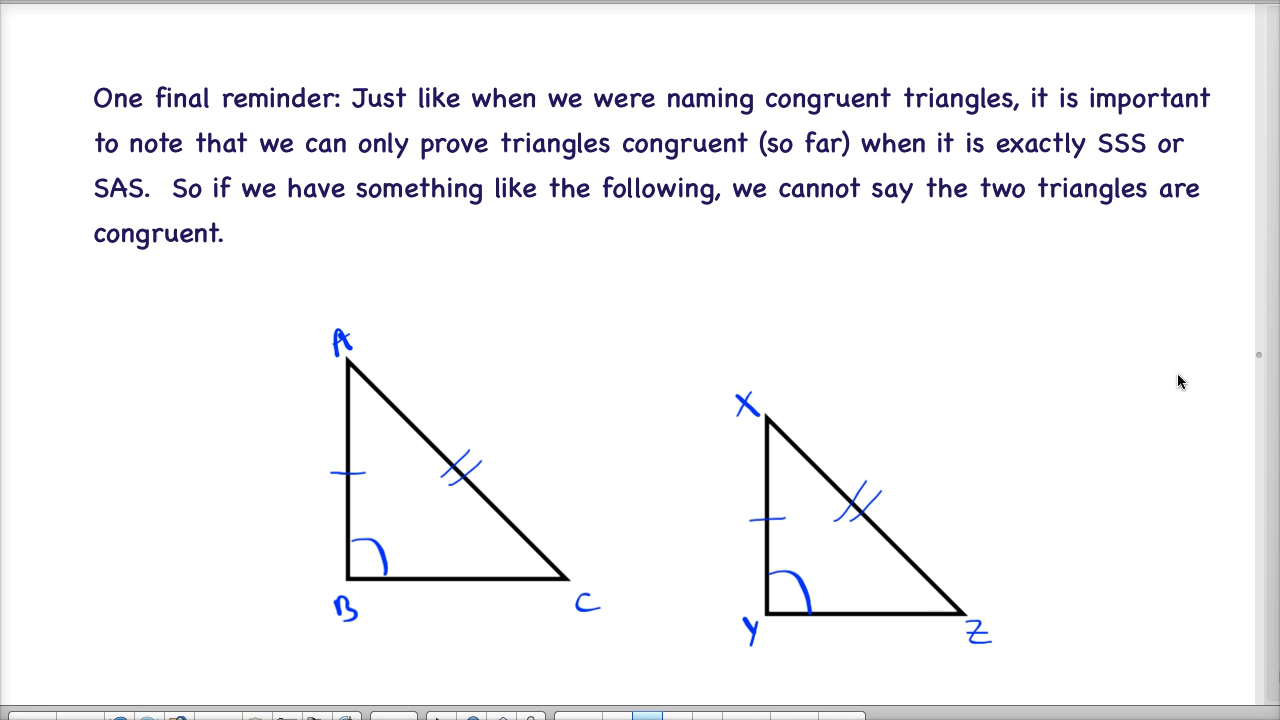 One final reminder: Just like when we were naming congruent triangles, it is important
to note that we can only prove triangles congruent (so far) when it is exactly SSS or
SAS. So if we have something like the following, we cannot say the two triangles are
congruent.
A
X
B
C
Y
Z